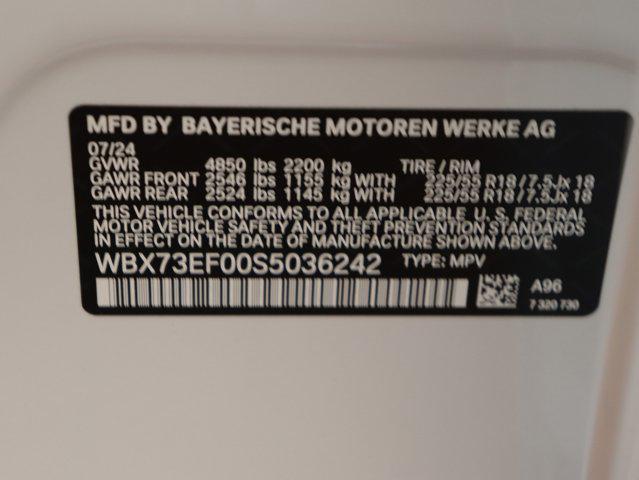 MFD BY BAYERISCHE MOTOREN WERKE AG
07/24
GVWR 4850 lbs 2200 kg TIRE / RIM
GAWR FRONT 2546 lbs 1155 kg WITH 225/55 R18/7.5Jx18
GAWR REAR 2524 lbs 1145 kg WITH 225/55 R18/7.5Jx18
THIS VEHICLE CONFORMS TO ALL APPLICABLE U. S. FEDERAL
MOTOR VEHICLE SAFETY AND THEFT PREVENTION STANDARDS
IN EFFECT ON THE DATE OF MANUFACTURE SHOWN ABOVE.
WBX73EF00S5036242 TYPE: MPV
A96
7 320 730